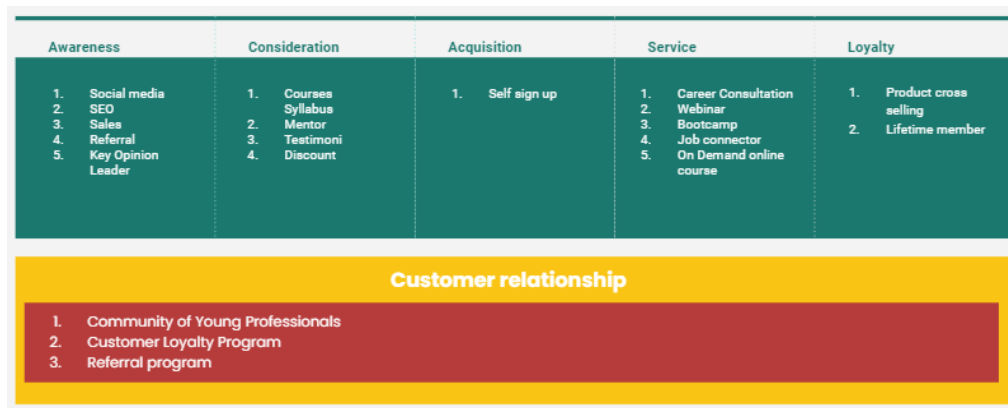 Awareness
1. Social media
2. SEO
3. Sales
4. Referral
5. Key Opinion
Leader
Consideration
1. Courses
Syllabus
2. Mentor
3. Testimoni
4. Discount
Acquisition
1. Self sign up
Service
1. Career Consultation
2. Webinar
3. Bootcamp
4. Job connector
5. On Demand online
course
Loyalty
1. Product cross
selling
2. Lifetime member
Customer relationship
1. Community of Young Professionals
2. Customer Loyalty Program
3. Referral program